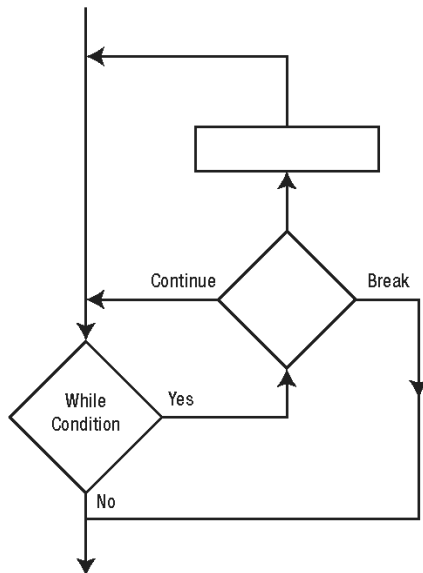 Continue
Break
While
Condition
Yes
No